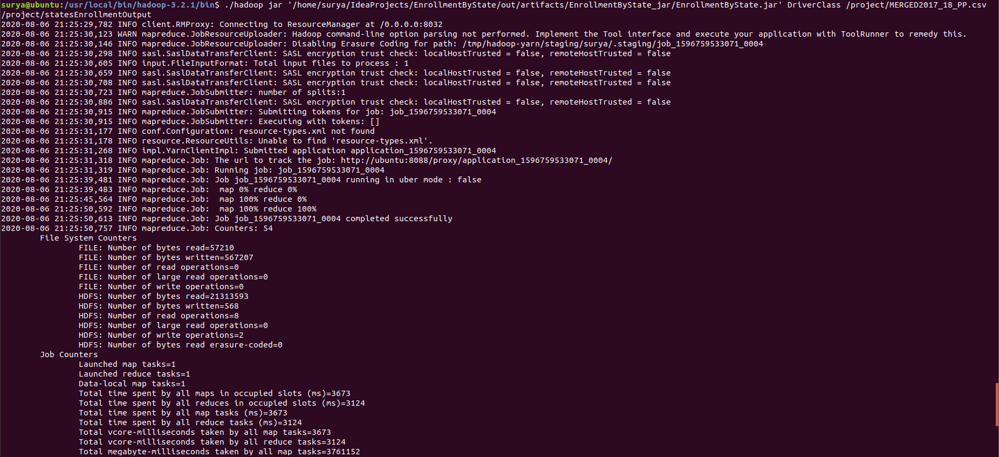 surya@ubuntu:/usr/local/bin/hadoop-3.2.1/bin$ ./hadoop jar '/home/surya/IdeaProjects/EnrollmentByState/out/artifacts/EnrollmentByState_jar/EnrollmentByState.jar' DriverClass /project/MERGED2017_18_PP.csv
/project/statesEnrollmentOutput
2020-08-06 21:25:29,782 INFO client.RMProxy: Connecting to ResourceManager at /0.0.0.0:8032
2020-08-06 21:25:30,123 WARN mapreduce.JobResourceUploader: Hadoop command-line option parsing not performed. Implement the Tool interface and execute your application with ToolRunner to remedy this.
2020-08-06 21:25:30,146 INFO mapreduce.JobResourceUploader: Disabling Erasure Coding for path: /tmp/hadoop-yarn/staging/surya/.staging/job_1596759533071_0004
2020-08-06 21:25:30,298 INFO sasl.SaslDataTransferClient: SASL encryption trust check: localHostTrusted = false, remoteHostTrusted = false
2020-08-06 21:25:30,605 INFO input.FileInputFormat: Total input files to process : 1
2020-08-06 21:25:30,659 INFO sasl.SaslDataTransferClient: SASL encryption trust check: localHostTrusted = false, remoteHostTrusted = false
2020-08-06 21:25:30,708 INFO sasl.SaslDataTransferClient: SASL encryption trust check: localHostTrusted = false, remoteHostTrusted = false
2020-08-06 21:25:30,723 INFO mapreduce.JobSubmitter: number of splits:1
2020-08-06 21:25:30,886 INFO sasl.SaslDataTransferClient: SASL encryption trust check: localHostTrusted = false, remoteHostTrusted = false
2020-08-06 21:25:30,915 INFO mapreduce.JobSubmitter: Submitting tokens for job: job_1596759533071_0004
2020-08-06 21:25:30,915 INFO mapreduce.JobSubmitter: Executing with tokens: []
2020-08-06 21:25:31,177 INFO conf.Configuration: resource-types.xml not found
2020-08-06 21:25:31,178 INFO resource.ResourceUtils: Unable to find 'resource-types.xml'.
2020-08-06 21:25:31,268 INFO impl.YarnClientImpl: Submitted application application_1596759533071_0004
2020-08-06 21:25:31,318 INFO mapreduce.Job: The url to track the job: http://ubuntu:8088/proxy/application_1596759533071_0004/
2020-08-06 21:25:31,319 INFO mapreduce.Job: Running job: job_1596759533071_0004
2020-08-06 21:25:39,481 INFO mapreduce.Job: Job job_1596759533071_0004 running in uber mode : false
2020-08-06 21:25:39,483 INFO mapreduce.Job:  map 0% reduce 0%
2020-08-06 21:25:45,564 INFO mapreduce.Job:  map 100% reduce 0%
2020-08-06 21:25:50,592 INFO mapreduce.Job:  map 100% reduce 100%
2020-08-06 21:25:50,613 INFO mapreduce.Job: Job job_1596759533071_0004 completed successfully
2020-08-06 21:25:50,757 INFO mapreduce.Job: Counters: 54
File System Counters
FILE: Number of bytes read=57210
FILE: Number of bytes written=567207
FILE: Number of read operations=0
FILE: Number of large read operations=0
FILE: Number of write operations=0
HDFS: Number of bytes read=21313593
HDFS: Number of bytes written=568
HDFS: Number of read operations=8
HDFS: Number of large read operations=0
HDFS: Number of write operations=2
HDFS: Number of bytes read erasure-coded=0
Job Counters
Launched map tasks=1
Launched reduce tasks=1
Data-local map tasks=1
Total time spent by all maps in occupied slots (ms)=3673
Total time spent by all reduces in occupied slots (ms)=3124
Total time spent by all map tasks (ms)=3673
Total time spent by all reduce tasks (ms)=3124
Total vcore-milliseconds taken by all map tasks=3673
Total vcore-milliseconds taken by all reduce tasks=3124
Total megabyte-milliseconds taken by all map tasks=3761152